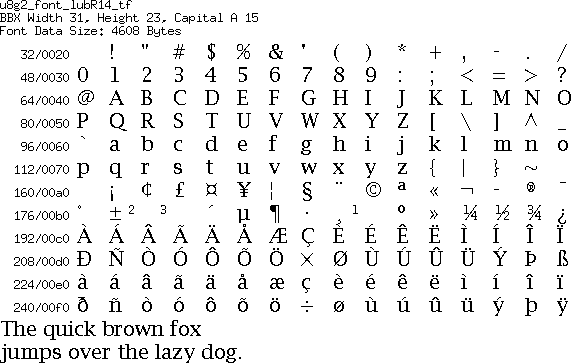 u8g2_font_lubR14_tf
BBX Width 31, Height 23, Capital A 15
Font Data Size: 4608 Bytes
32/0020 ! " # $ % & ' ( ) * + , - . /
48/0030 0 1 2 3 4 5 6 7 8 9 : ; < = > ?
64/0040 @ A B C D E F G H I J K L M N O
80/0050 P Q R S T U V W X Y Z [ \ ] ^ _
96/0060 ` a b c d e f g h i j k l m n o
112/0070 p q r s t u v w x y z { | } ~
160/00a0 ¡ ¢ £ ¤ ¥ ¦ § ¨ © ª « ¬ - ® ¯
176/00b0 ° ± ² ³ ´ µ ¶ · ¸ ¹ º » ¼ ½ ¾ ¿
192/00c0 À Á Â Ã Ä Å Æ Ç È É Ê Ë Ì Í Î Ï
208/00d0 Ð Ñ Ò Ó Ô Õ Ö × Ø Ù Ú Û Ü Ý Þ ß
224/00e0 à á â ã ä å æ ç è é ê ë ì í î ï
240/00f0 ð ñ ò ó ô õ ö ÷ ø ù ú û ü ý þ ÿ
The quick brown fox
jumps over the lazy dog.